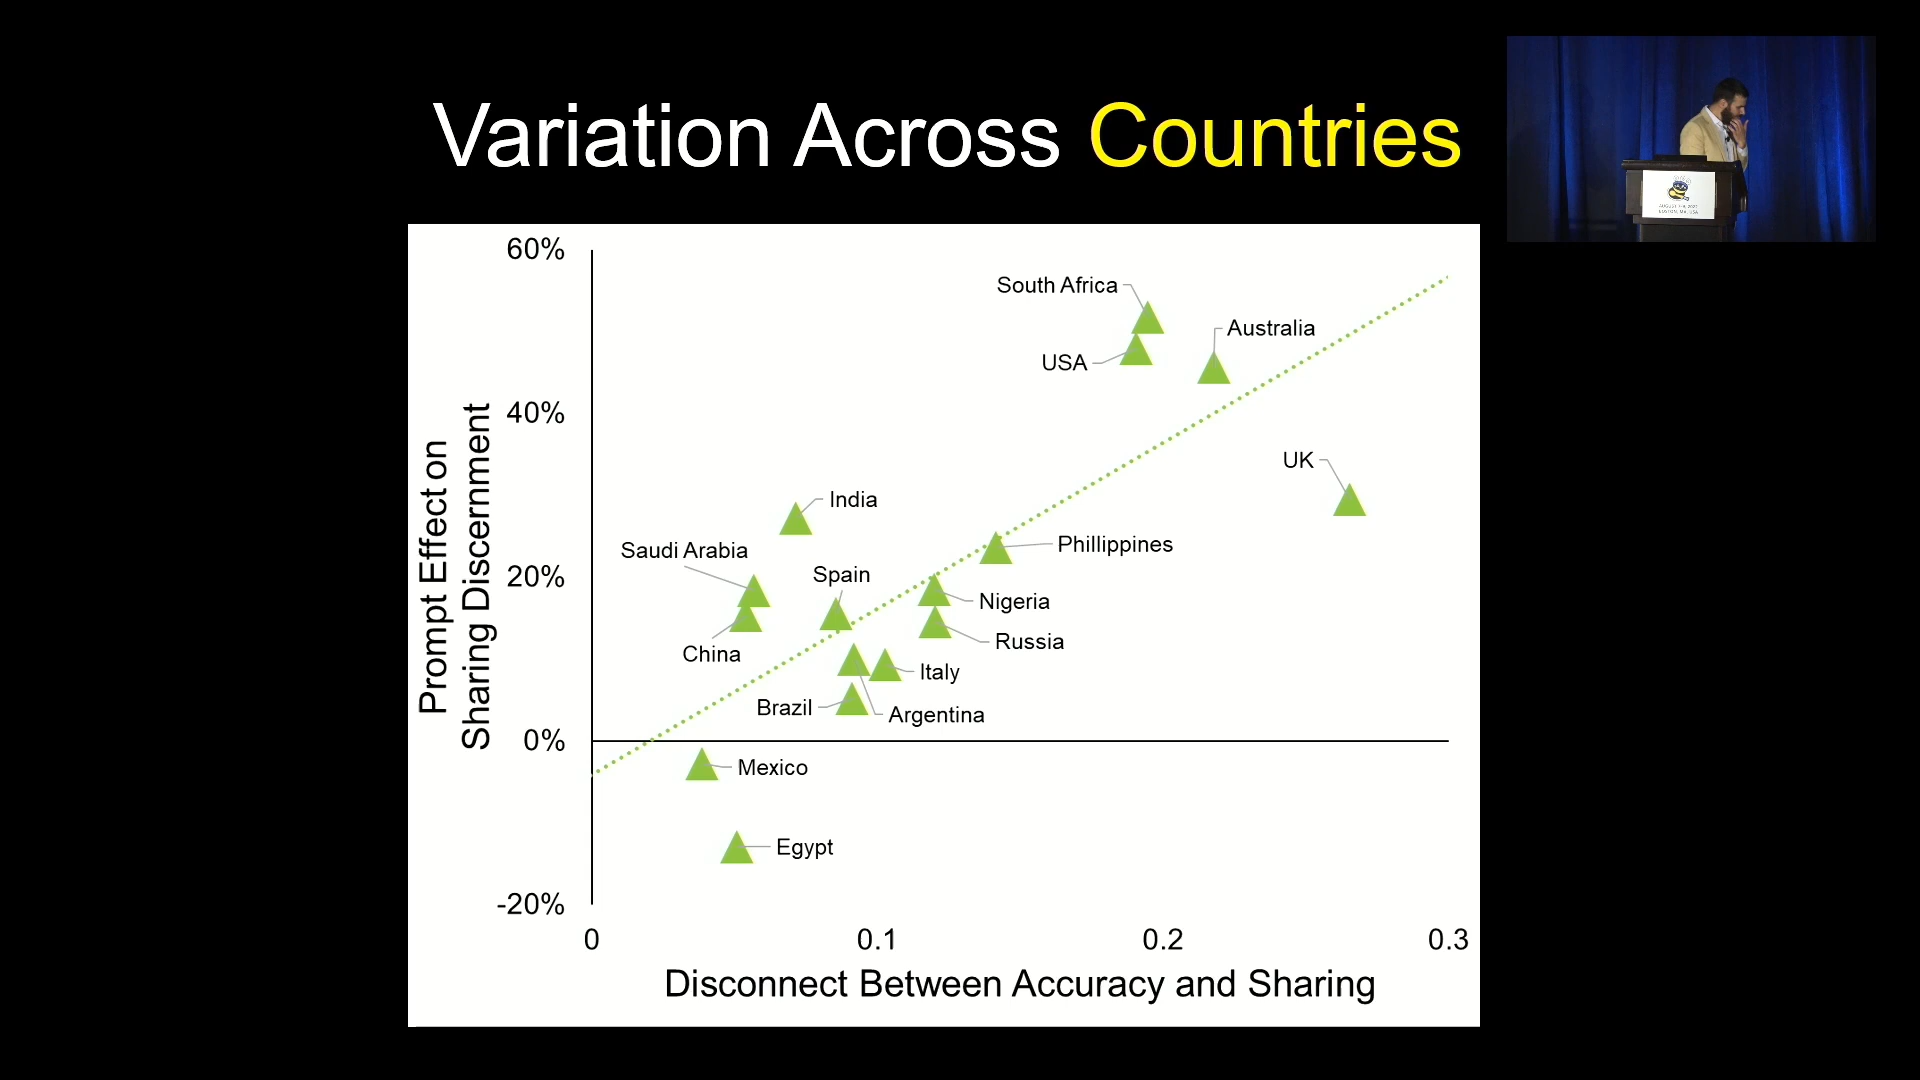 Variation Across Countries
60%
40%
20%
0%
-20%
Prompt Effect on
Sharing Discernment
South Africa
Australia
USA
UK
India
Saudi Arabia
Phillippines
Spain
Nigeria
Russia
China
Italy
Brazil
Argentina
Mexico
Egypt
0
0.1
0.2
0.3
Disconnect Between Accuracy and Sharing